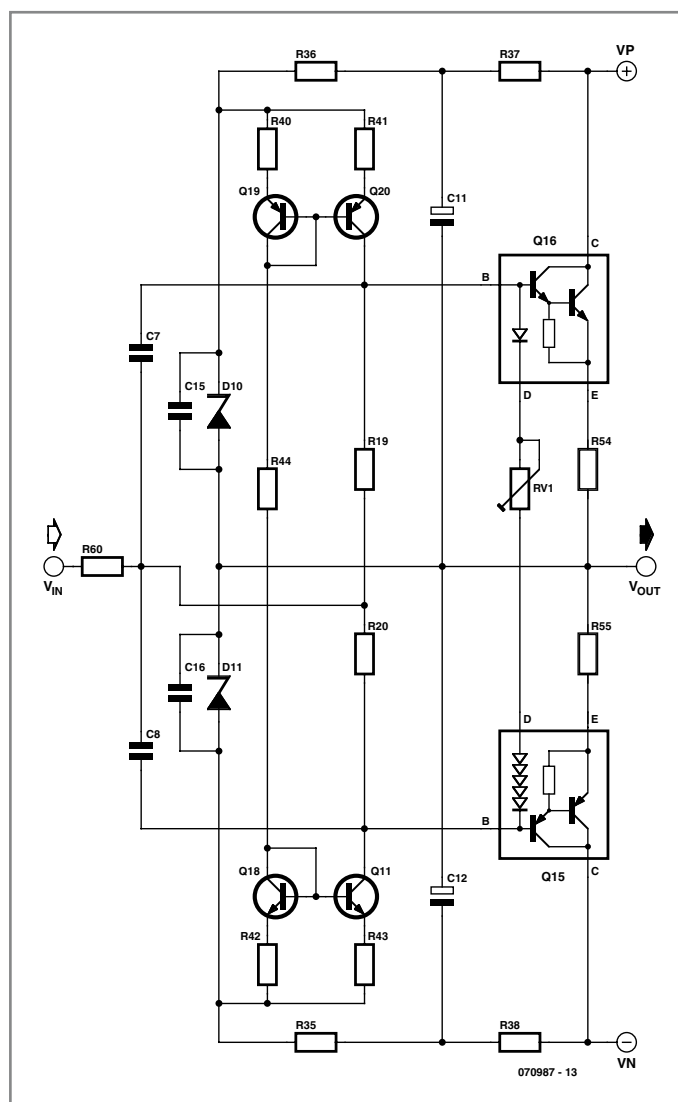 R36
R37
VP
R40
R41
Q19
Q20
C11
Q16
C
B
C7
C15
D10
D
E
R44
R19
R54
RV1
R60
VIN
VOUT
R20
R55
C16
D11
C8
D
E
B
Q18
Q11
C12
Q15
C
R42
R43
R35
R38
VN
070987 - 13